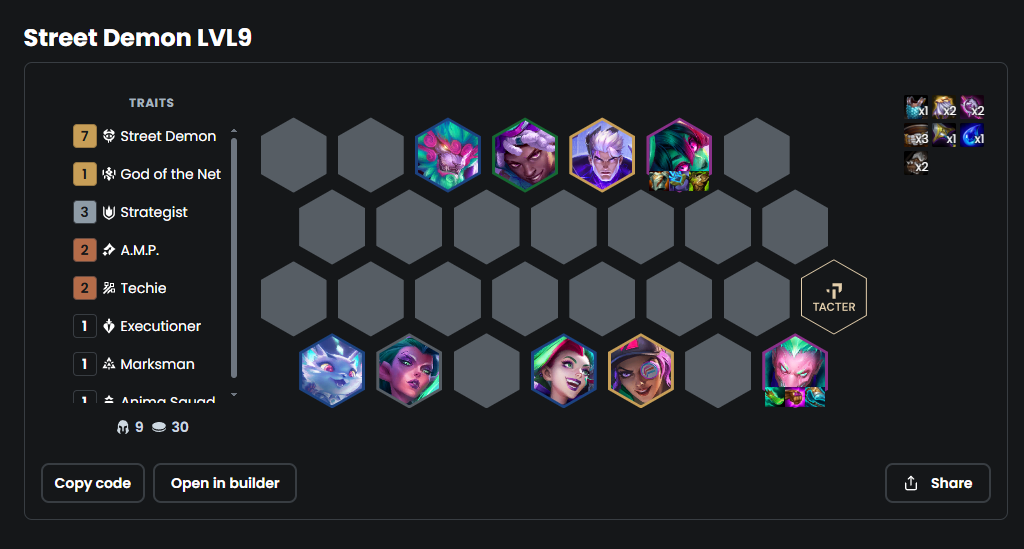 Street Demon LVL9
TRAITS
7 Street Demon
1 God of the Net
3 Strategist
2 A.M.P.
2 Techie
1 Executioner
1 Marksman
1 Anima Squad
9 30
x1 x2 x2
x3 x1 x1
x2
TACTER
Copy code
Open in builder
Share